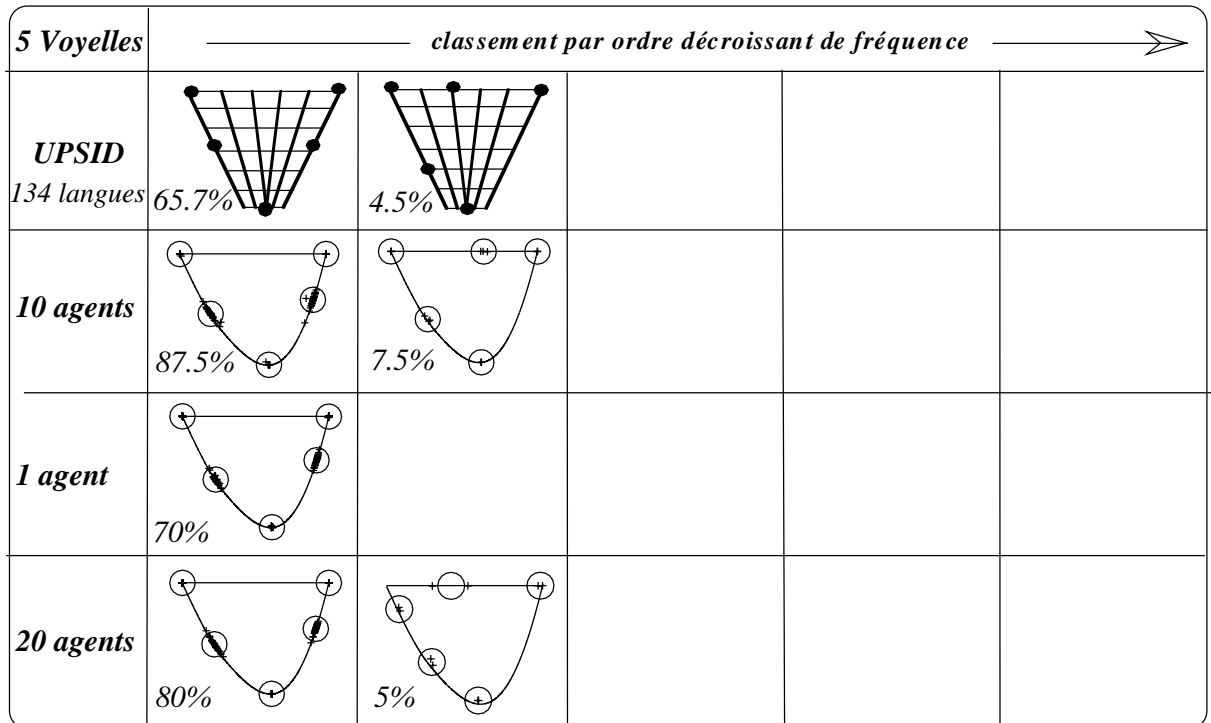 5 Voyelles
classement par ordre décroissant de fréquence
UPSID
134 langues
65.7%
4.5%
10 agents
87.5%
7.5%
1 agent
70%
20 agents
80%
5%